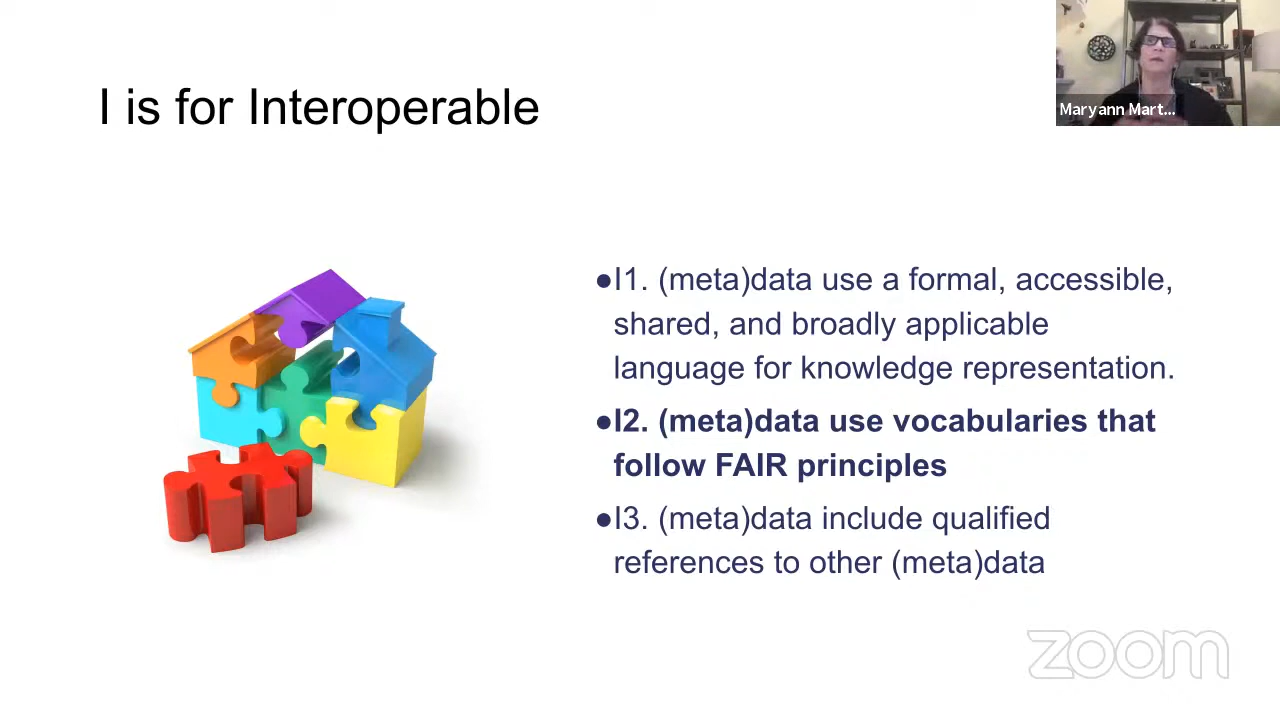 I is for Interoperable
Maryann Mart...
●I1. (meta)data use a formal, accessible,
shared, and broadly applicable
language for knowledge representation.
●I2. (meta)data use vocabularies that
follow FAIR principles
●I3. (meta)data include qualified
references to other (meta)data
zoom